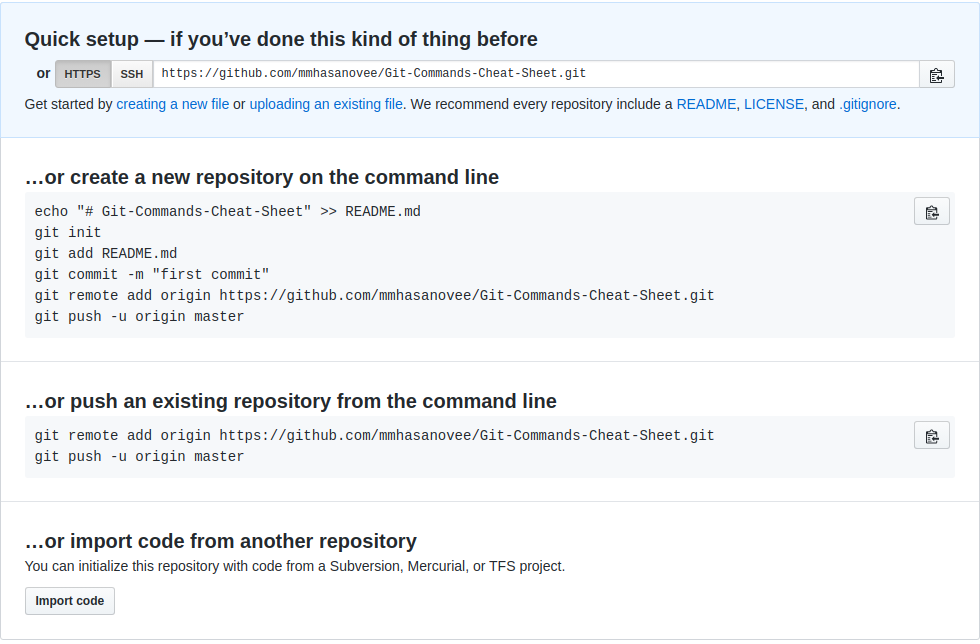 Quick setup — if you’ve done this kind of thing before
or HTTPS SSH https://github.com/mmhasanovee/Git-Commands-Cheat-Sheet.git
Get started by creating a new file or uploading an existing file. We recommend every repository include a README, LICENSE, and .gitignore.
…or create a new repository on the command line
echo "# Git-Commands-Cheat-Sheet" >> README.md
git init
git add README.md
git commit -m "first commit"
git remote add origin https://github.com/mmhasanovee/Git-Commands-Cheat-Sheet.git
git push -u origin master
…or push an existing repository from the command line
git remote add origin https://github.com/mmhasanovee/Git-Commands-Cheat-Sheet.git
git push -u origin master
…or import code from another repository
You can initialize this repository with code from a Subversion, Mercurial, or TFS project.
Import code